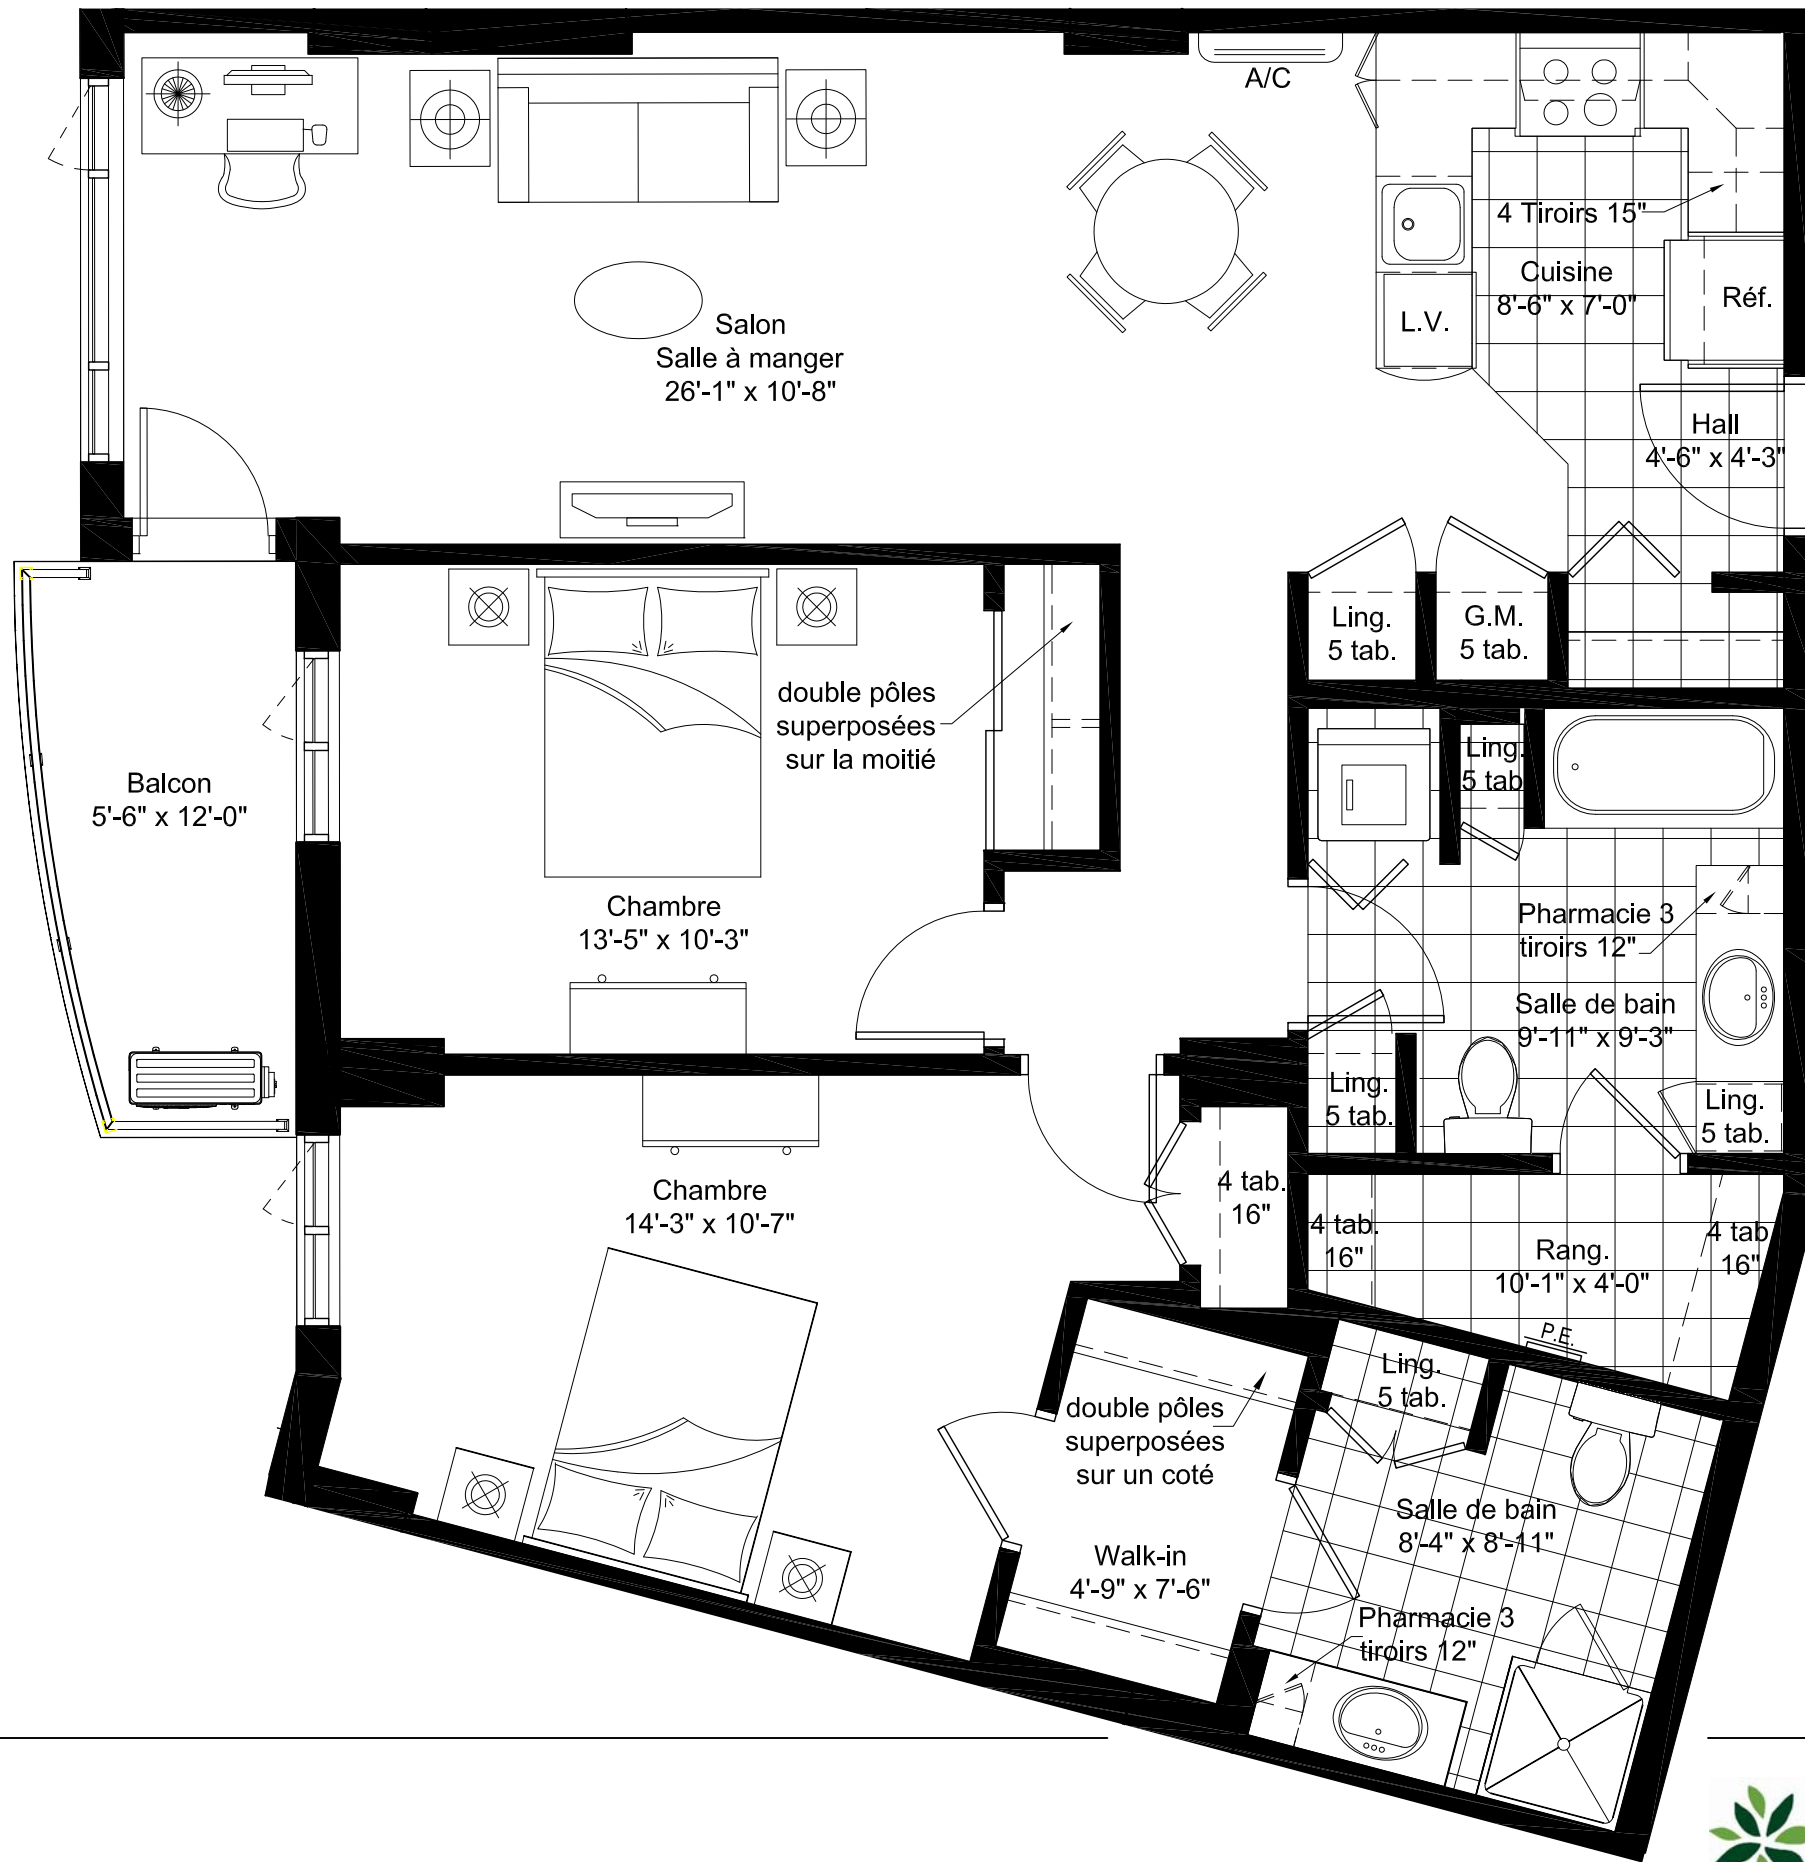 A/C
4 Tiroirs 15"
Cuisine
8'-6" x 7'-0"
Réf.
L.V.
Salon
Salle à manger
26'-1" x 10'-8"
Hall
4'-6" x 4'-3"
Ling.
5 tab.
G.M.
5 tab.
double pôles
superposées
sur la moitié
Ling.
5 tab
Balcon
5'-6" x 12'-0"
Chambre
13'-5" x 10'-3"
Pharmacie 3
tiroirs 12"
Salle de bain
9'-11" x 9'-3"
Ling.
5 tab.
Ling.
5 tab.
Chambre
14'-3" x 10'-7"
4 tab.
16"
4 tab.
16"
Rang.
10'-1" x 4'-0"
4 tab
16"
P.E.
Ling.
5 tab.
double pôles
superposées
sur un coté
Salle de bain
8'-4" x 8'-11"
Walk-in
4'-9" x 7'-6"
Pharmacie 3
tiroirs 12"